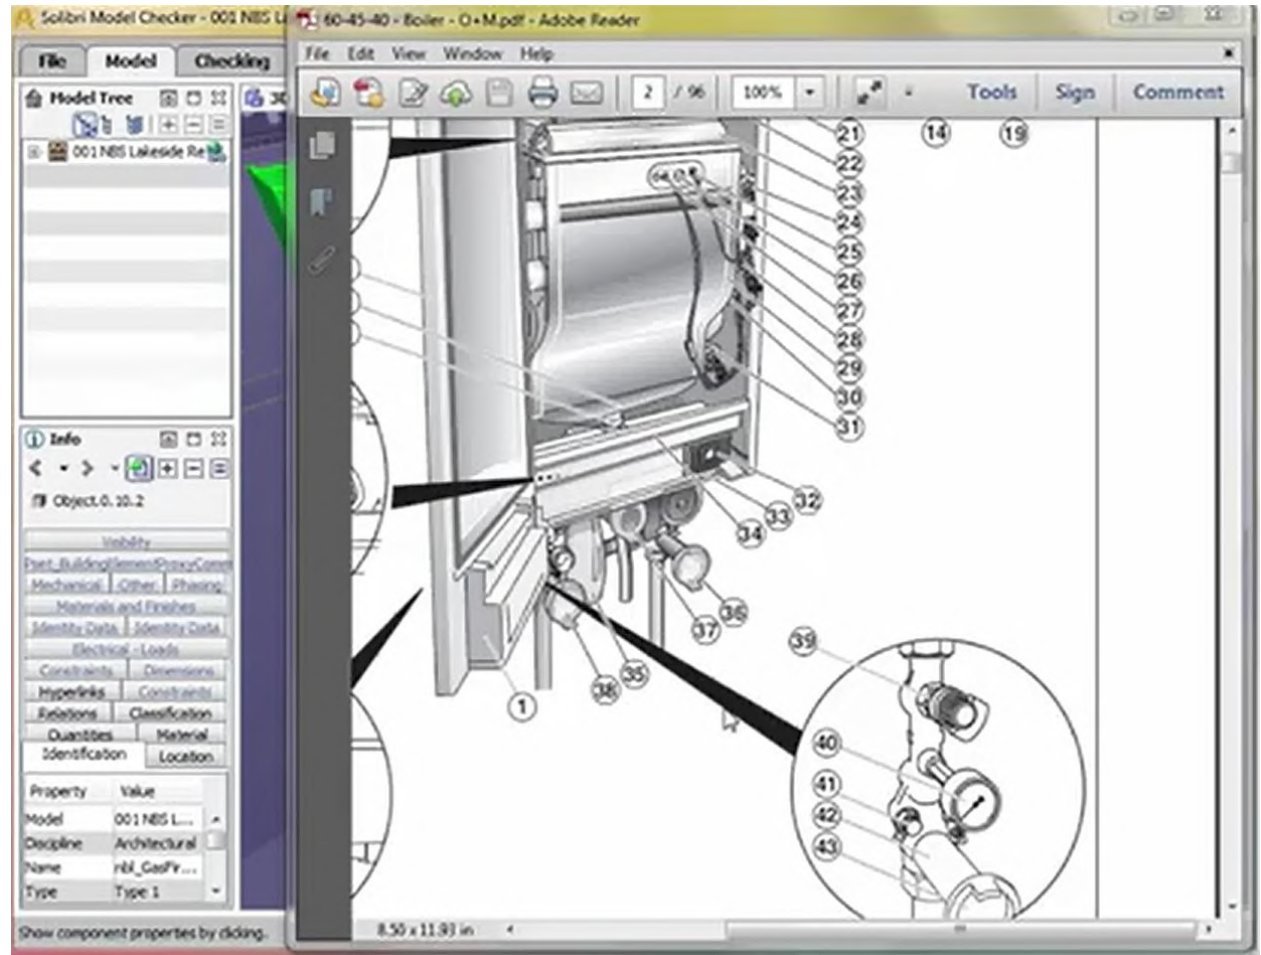 Solibri Model Checker - 001 NBS L
60-45-40 - Boiler - O+M.pdf - Adobe Reader
File Model Checking
File Edit View Window Help
2 / 96 100% Tools Sign Comment
Model Tree
001 NBS Lakeside Re
Info
Object.0.10.2
Visibility
Pset_BuildingElementProxyComm
Mechanical Other Phasing
Materials and Finishes
Identity Data Identity Data
Electrical - Loads
Constraints Dimensions
Hyperlinks Constraints
Relations Classification
Quantities Material
Identification Location
Property Value
Model 001 NBS L...
Discipline Architectural
Name nbl_GasFir...
Type Type 1
Show component properties by clicking.
14 19
21
22
23
24
25
26
27
28
29
30
31
32
33
34
36
37
35
38
1
39
40
41
42
43
8.50 x 11.93 in